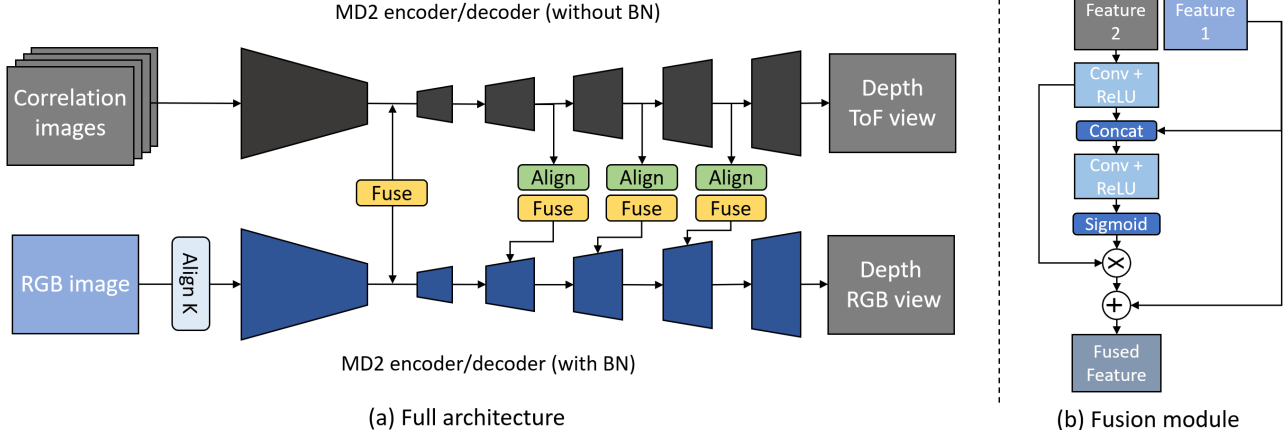 MD2 encoder/decoder (without BN)
Correlation
images
Depth
ToF view
Fuse
Align
Fuse
Align
Fuse
Align
Fuse
RGB image
Align K
Depth
RGB view
MD2 encoder/decoder (with BN)
(a) Full architecture
Feature
2
Feature
1
Conv +
ReLU
Concat
Conv +
ReLU
Sigmoid
×
+
Fused
Feature
(b) Fusion module